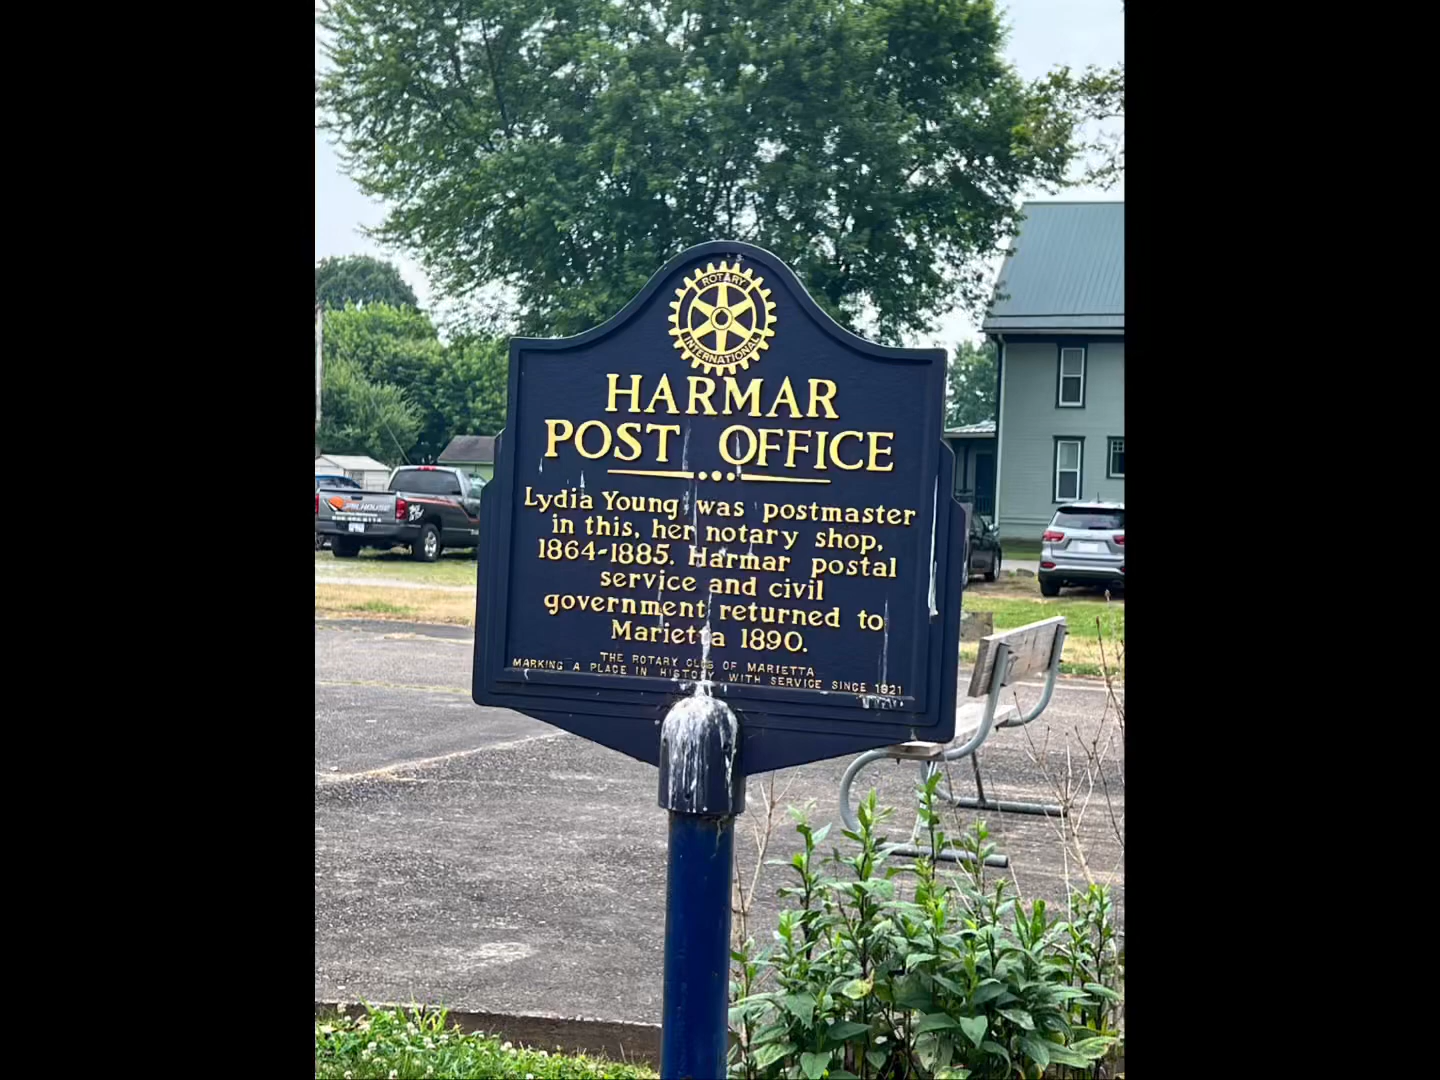 ROTARY
INTERNATIONAL
HARMAR
POST OFFICE
Lydia Young was postmaster
in this, her notary shop,
1864-1885. Harmar postal
service and civil
government returned to
Marietta 1890.
THE ROTARY CLUB OF MARIETTA
MARKING A PLACE IN HISTORY WITH SERVICE SINCE 1921